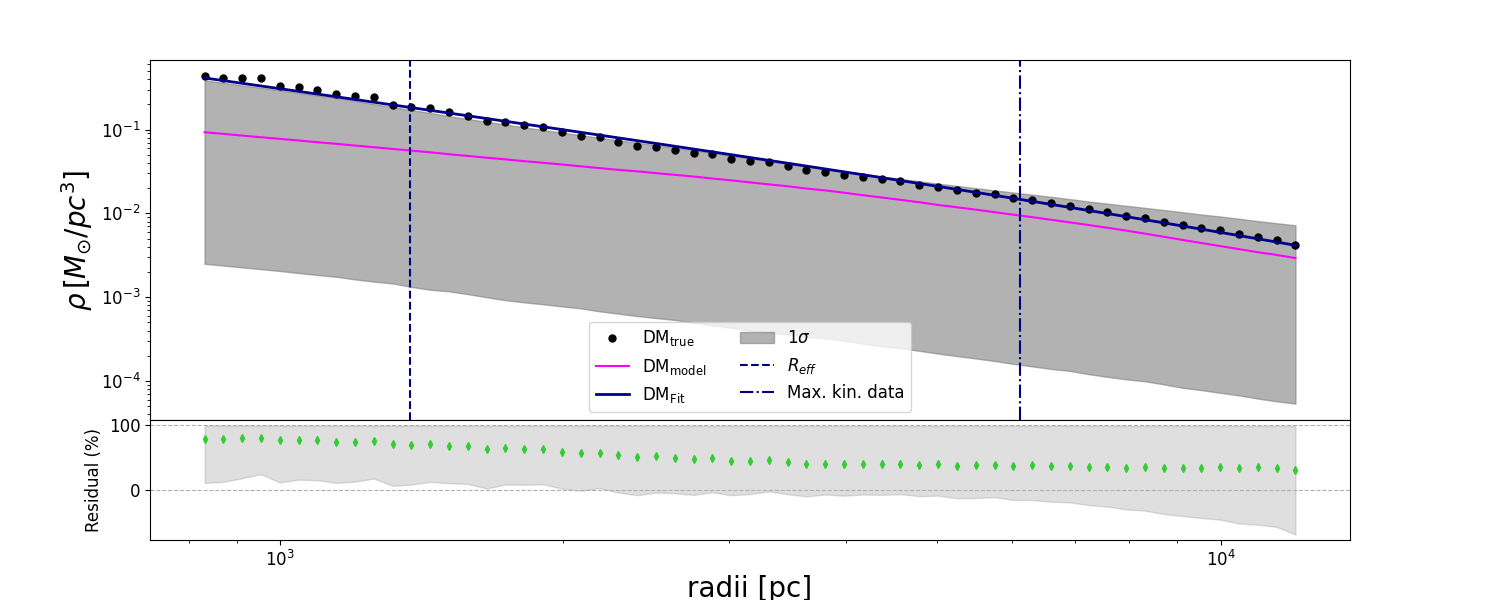 10⁻¹
10⁻²
10⁻³
10⁻⁴
ρ [M⊙/pc³]
DM_true
DM_model
DM_Fit
1σ
R_eff
Max. kin. data
100
0
Residual (%)
10³
10⁴
radii [pc]